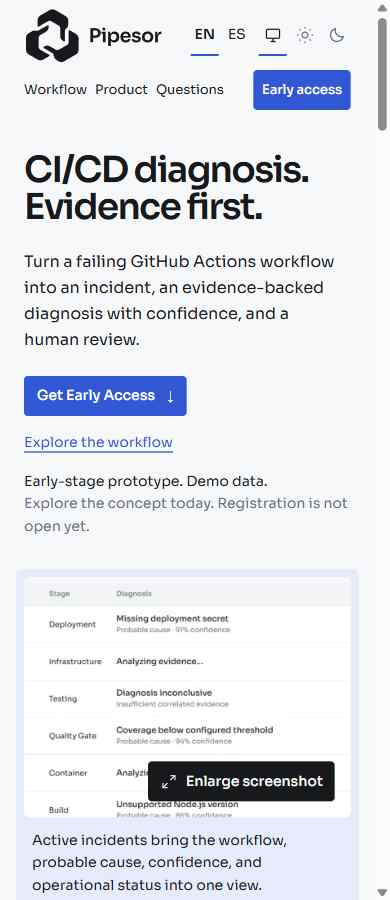 Pipesor
EN ES
Workflow Product Questions Early access
CI/CD diagnosis.
Evidence first.
Turn a failing GitHub Actions workflow
into an incident, an evidence-backed
diagnosis with confidence, and a
human review.
Get Early Access ↓
Explore the workflow
Early-stage prototype. Demo data.
Explore the concept today. Registration is not
open yet.
Stage Diagnosis
Deployment Missing deployment secret
Probable cause · 91% confidence
Infrastructure Analyzing evidence...
Testing Diagnosis inconclusive
Insufficient correlated evidence
Quality Gate Coverage below configured threshold
Probable cause · 94% confidence
Container
Enlarge screenshot
Build Unsupported Node.js version
Active incidents bring the workflow,
probable cause, confidence, and
operational status into one view.